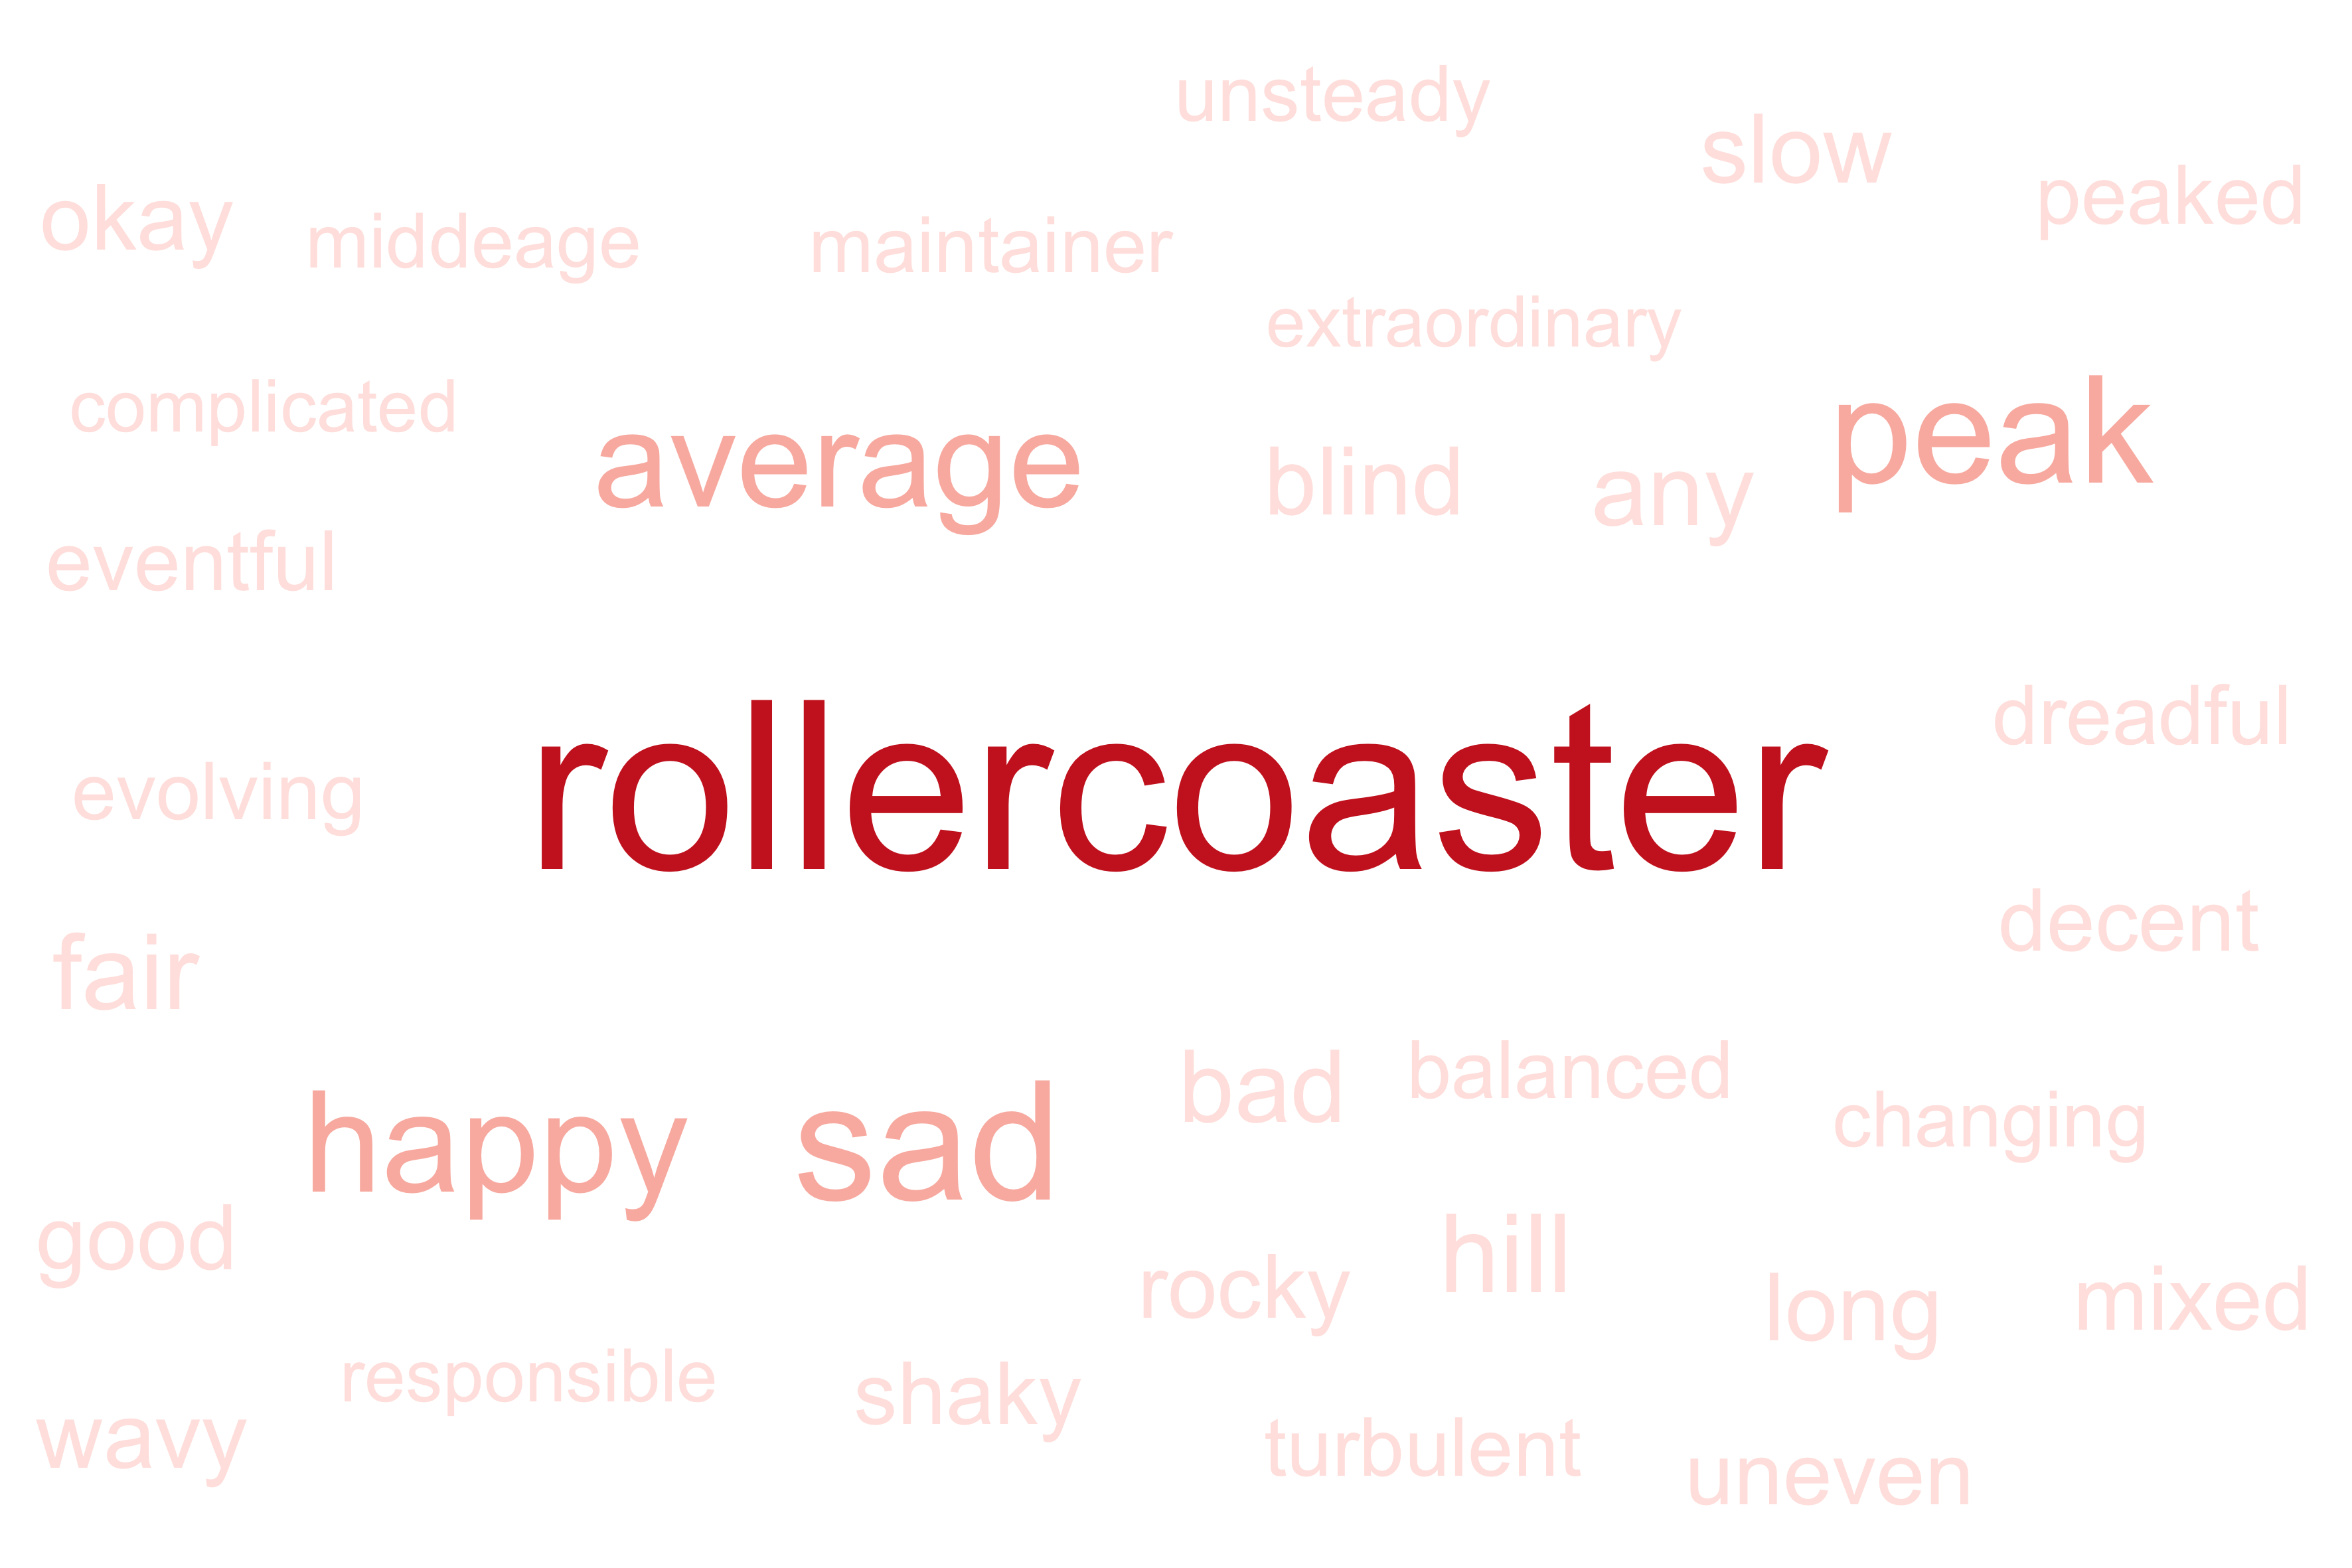 unsteady
slow
peaked
okay
middeage
maintainer
extraordinary
complicated
average
blind
any
peak
eventful
rollercoaster
dreadful
evolving
decent
fair
bad
balanced
changing
happy
sad
good
rocky
hill
long
mixed
responsible
shaky
wavy
turbulent
uneven